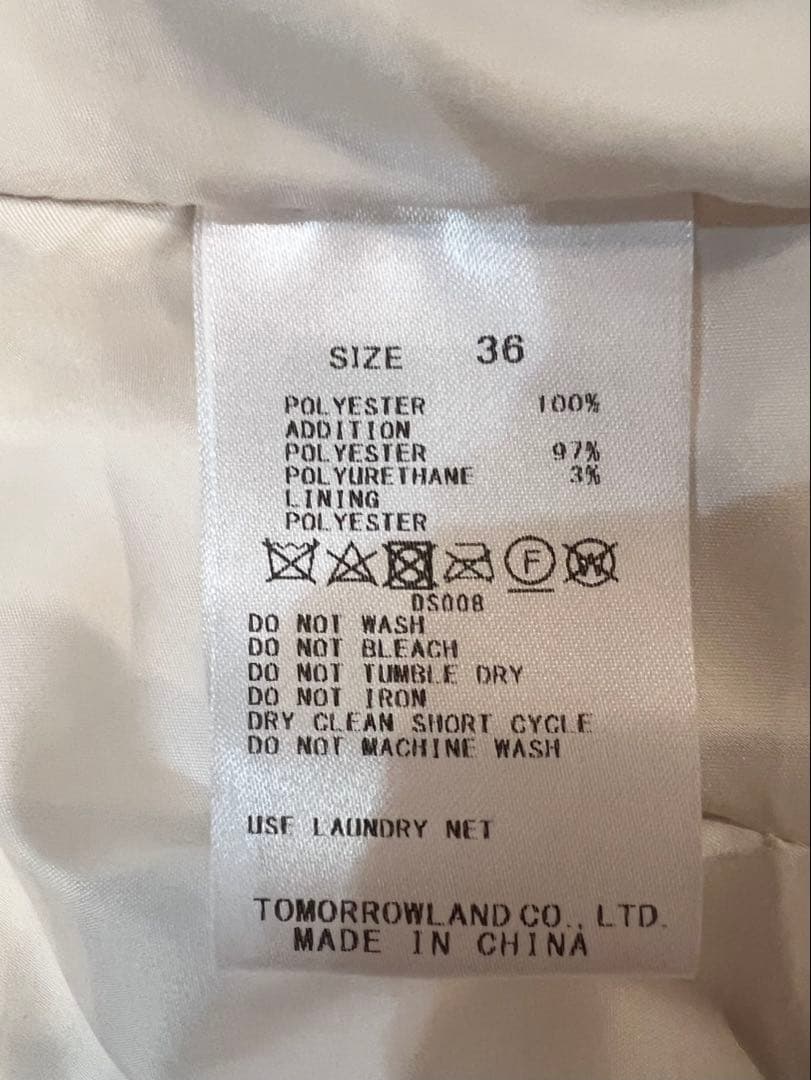 SIZE 36
POLYESTER 100%
ADDITION
POLYESTER 97%
POLYURETHANE 3%
LINING
POLYESTER
F W
DS008
DO NOT WASH
DO NOT BLEACH
DO NOT TUMBLE DRY
DO NOT IRON
DRY CLEAN SHORT CYCLE
DO NOT MACHINE WASH
USE LAUNDRY NET
TOMORROWLAND CO., LTD.
MADE IN CHINA